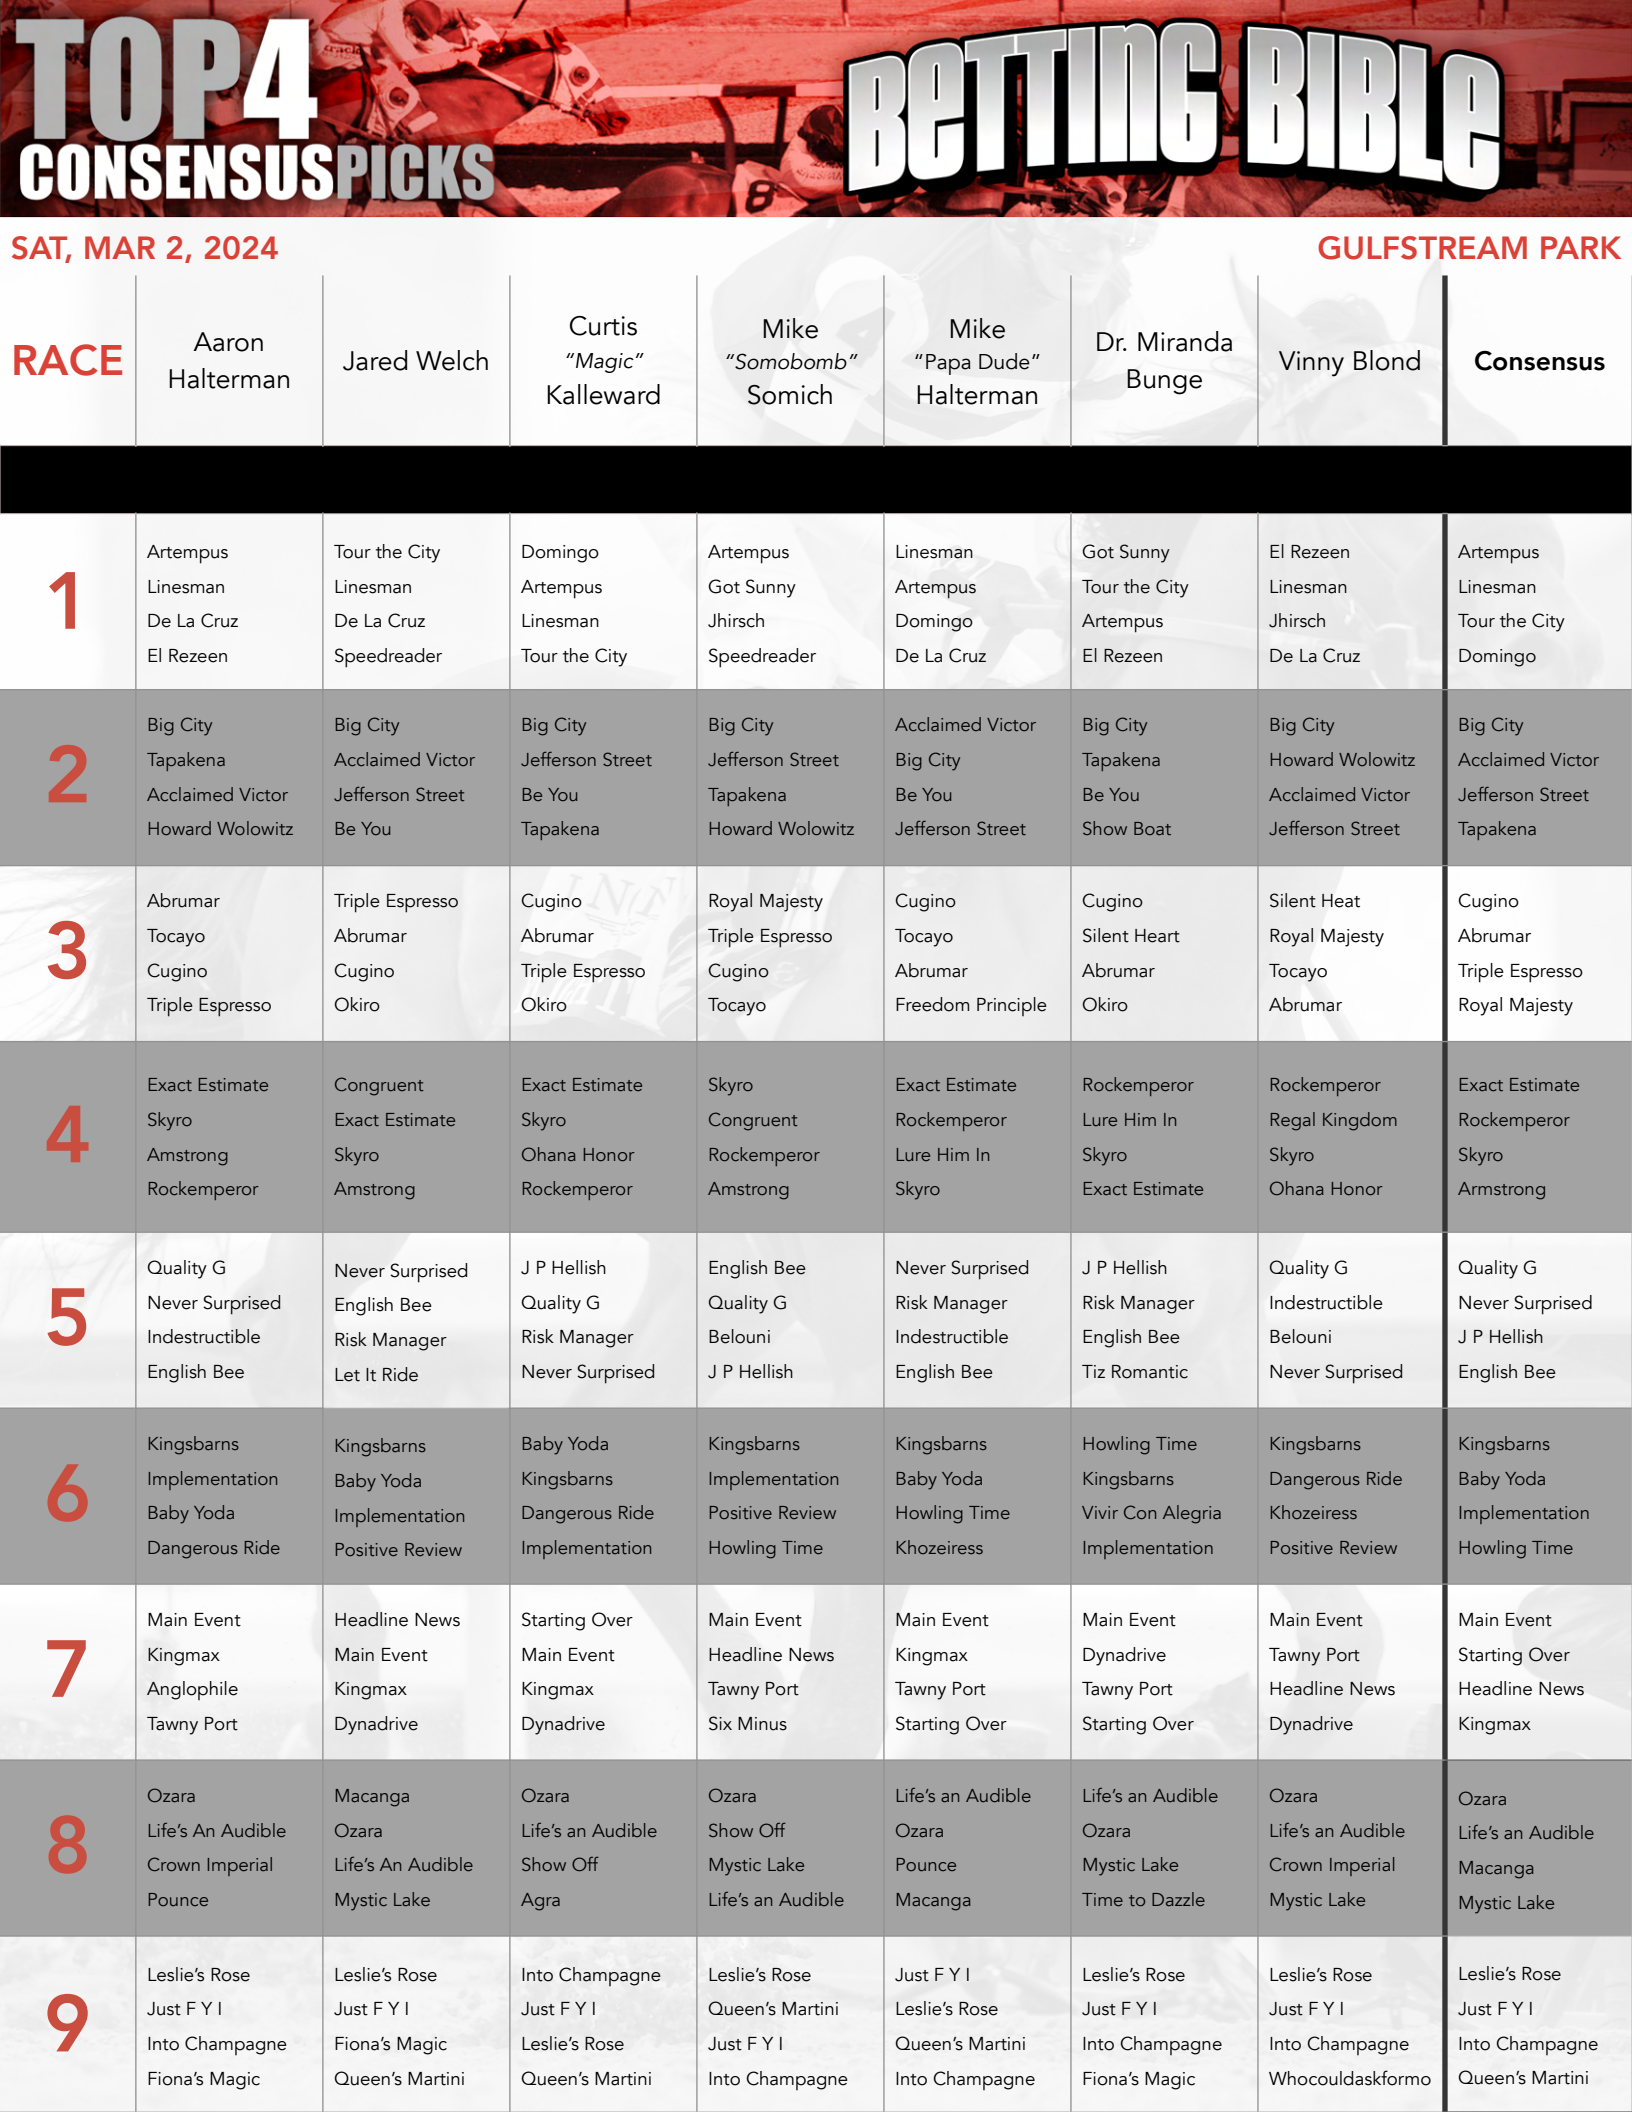 TOP4
CONSENSUSPICKS
BETTING BIBLE
8
SAT, MAR 2, 2024
GULFSTREAM PARK
RACE
Aaron
Halterman
Jared Welch
Curtis
“Magic”
Kalleward
Mike
“Somobomb”
Somich
Mike
“Papa Dude”
Halterman
Dr. Miranda
Bunge
Vinny Blond
Consensus
1
Artempus
Linesman
De La Cruz
El Rezeen
Tour the City
Linesman
De La Cruz
Speedreader
Domingo
Artempus
Linesman
Tour the City
Artempus
Got Sunny
Jhirsch
Speedreader
Linesman
Artempus
Domingo
De La Cruz
Got Sunny
Tour the City
Artempus
El Rezeen
El Rezeen
Linesman
Jhirsch
De La Cruz
Artempus
Linesman
Tour the City
Domingo
2
Big City
Tapakena
Acclaimed Victor
Howard Wolowitz
Big City
Acclaimed Victor
Jefferson Street
Be You
Big City
Jefferson Street
Be You
Tapakena
Big City
Jefferson Street
Tapakena
Howard Wolowitz
Acclaimed Victor
Big City
Be You
Jefferson Street
Big City
Tapakena
Be You
Show Boat
Big City
Howard Wolowitz
Acclaimed Victor
Jefferson Street
Big City
Acclaimed Victor
Jefferson Street
Tapakena
3
Abrumar
Tocayo
Cugino
Triple Espresso
Triple Espresso
Abrumar
Cugino
Okiro
Cugino
Abrumar
Triple Espresso
Okiro
Royal Majesty
Triple Espresso
Cugino
Tocayo
Cugino
Tocayo
Abrumar
Freedom Principle
Cugino
Silent Heart
Abrumar
Okiro
Silent Heat
Royal Majesty
Tocayo
Abrumar
Cugino
Abrumar
Triple Espresso
Royal Majesty
4
Exact Estimate
Skyro
Amstrong
Rockemperor
Congruent
Exact Estimate
Skyro
Amstrong
Exact Estimate
Skyro
Ohana Honor
Rockemperor
Skyro
Congruent
Rockemperor
Amstrong
Exact Estimate
Rockemperor
Lure Him In
Skyro
Rockemperor
Lure Him In
Skyro
Exact Estimate
Rockemperor
Regal Kingdom
Skyro
Ohana Honor
Exact Estimate
Rockemperor
Skyro
Armstrong
5
Quality G
Never Surprised
Indestructible
English Bee
Never Surprised
English Bee
Risk Manager
Let It Ride
J P Hellish
Quality G
Risk Manager
Never Surprised
English Bee
Quality G
Belouni
J P Hellish
Never Surprised
Risk Manager
Indestructible
English Bee
J P Hellish
Risk Manager
English Bee
Tiz Romantic
Quality G
Indestructible
Belouni
Never Surprised
Quality G
Never Surprised
J P Hellish
English Bee
6
Kingsbarns
Implementation
Baby Yoda
Dangerous Ride
Kingsbarns
Baby Yoda
Implementation
Positive Review
Baby Yoda
Kingsbarns
Dangerous Ride
Implementation
Kingsbarns
Implementation
Positive Review
Howling Time
Kingsbarns
Baby Yoda
Howling Time
Khozeiress
Howling Time
Kingsbarns
Vivir Con Alegria
Implementation
Kingsbarns
Dangerous Ride
Khozeiress
Positive Review
Kingsbarns
Baby Yoda
Implementation
Howling Time
7
Main Event
Kingmax
Anglophile
Tawny Port
Headline News
Main Event
Kingmax
Dynadrive
Starting Over
Main Event
Kingmax
Dynadrive
Main Event
Headline News
Tawny Port
Six Minus
Main Event
Kingmax
Tawny Port
Starting Over
Main Event
Dynadrive
Tawny Port
Starting Over
Main Event
Tawny Port
Headline News
Dynadrive
Main Event
Starting Over
Headline News
Kingmax
8
Ozara
Life’s An Audible
Crown Imperial
Pounce
Macanga
Ozara
Life’s An Audible
Mystic Lake
Ozara
Life’s an Audible
Show Off
Agra
Ozara
Show Off
Mystic Lake
Life’s an Audible
Life’s an Audible
Ozara
Pounce
Macanga
Life’s an Audible
Ozara
Mystic Lake
Time to Dazzle
Ozara
Life’s an Audible
Crown Imperial
Mystic Lake
Ozara
Life’s an Audible
Macanga
Mystic Lake
9
Leslie’s Rose
Just F Y I
Into Champagne
Fiona’s Magic
Leslie’s Rose
Just F Y I
Fiona’s Magic
Queen’s Martini
Into Champagne
Just F Y I
Leslie’s Rose
Queen’s Martini
Leslie’s Rose
Queen’s Martini
Just F Y I
Into Champagne
Just F Y I
Leslie’s Rose
Queen’s Martini
Into Champagne
Leslie’s Rose
Just F Y I
Into Champagne
Fiona’s Magic
Leslie’s Rose
Just F Y I
Into Champagne
Whocouldaskformo
Leslie’s Rose
Just F Y I
Into Champagne
Queen’s Martini